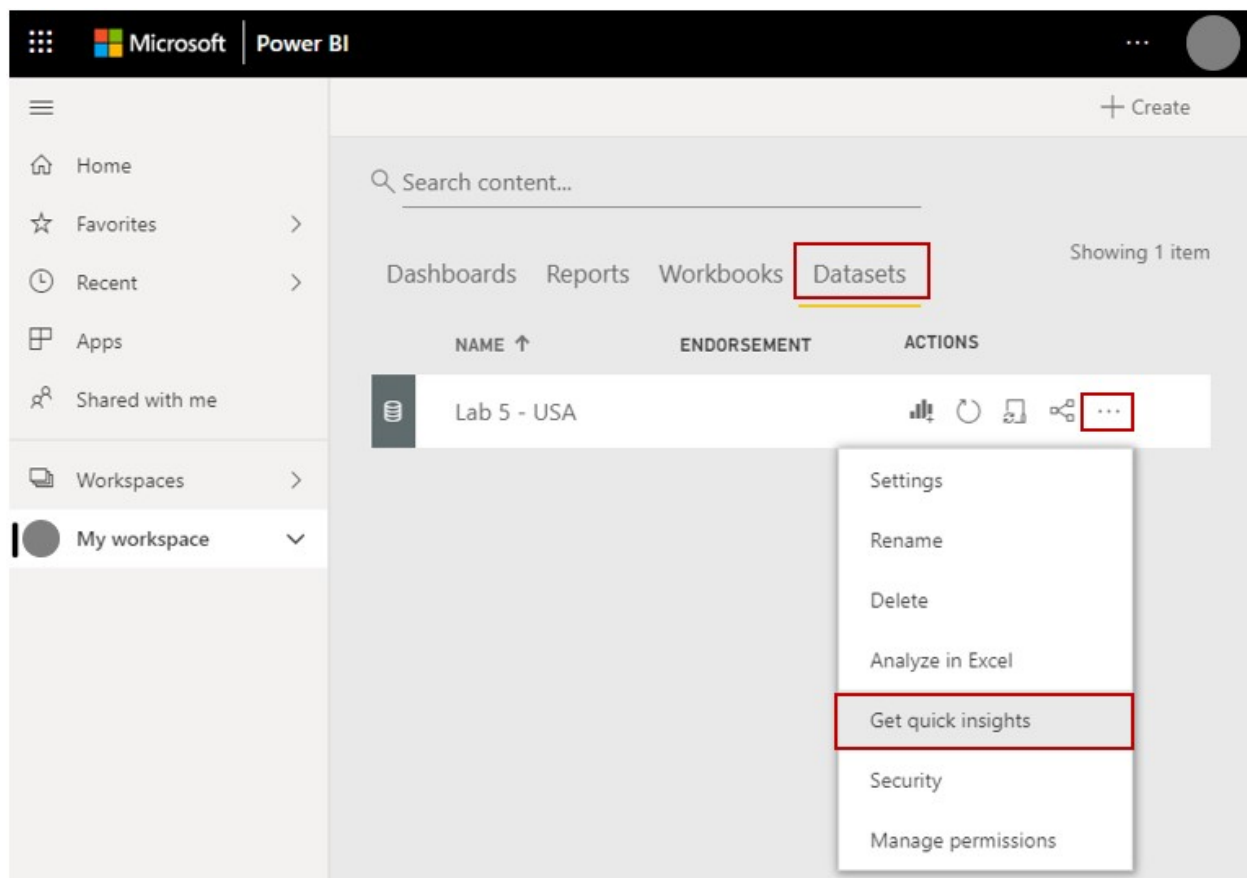 Microsoft Power BI ...
+ Create
Home
Favorites
Recent
Apps
Shared with me
Workspaces
My workspace
Search content...
Showing 1 item
Dashboards Reports Workbooks Datasets
NAME ↑ ENDORSEMENT ACTIONS
Lab 5 - USA ...
Settings
Rename
Delete
Analyze in Excel
Get quick insights
Security
Manage permissions